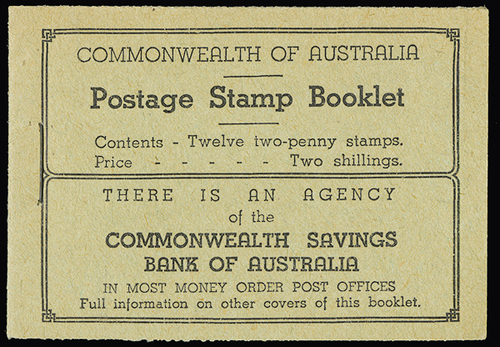 COMMONWEALTH OF AUSTRALIA
Postage Stamp Booklet
Contents - Twelve two-penny stamps.
Price - - - - - Two shillings.
THERE IS AN AGENCY
of the
COMMONWEALTH SAVINGS
BANK OF AUSTRALIA
IN MOST MONEY ORDER POST OFFICES
Full information on other covers of this booklet.